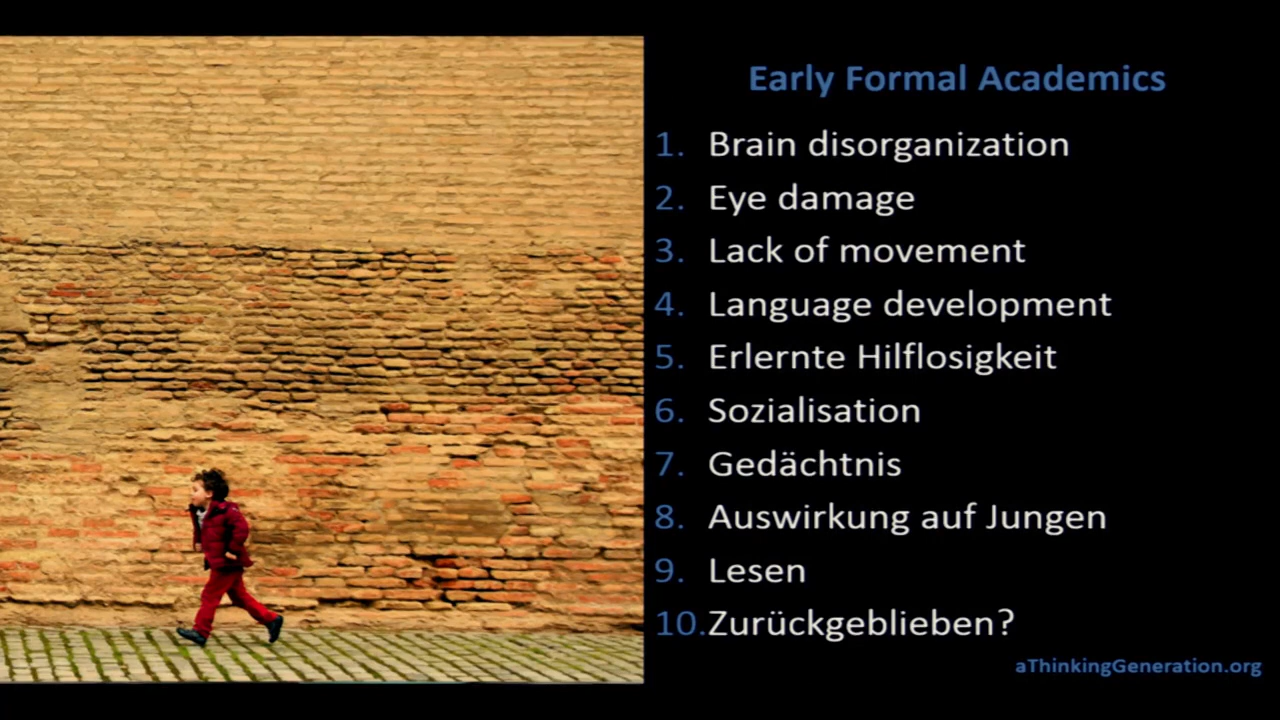 Early Formal Academics
1. Brain disorganization
2. Eye damage
3. Lack of movement
4. Language development
5. Erlernte Hilflosigkeit
6. Sozialisation
7. Gedächtnis
8. Auswirkung auf Jungen
9. Lesen
10. Zurückgeblieben?
aThinkingGeneration.org